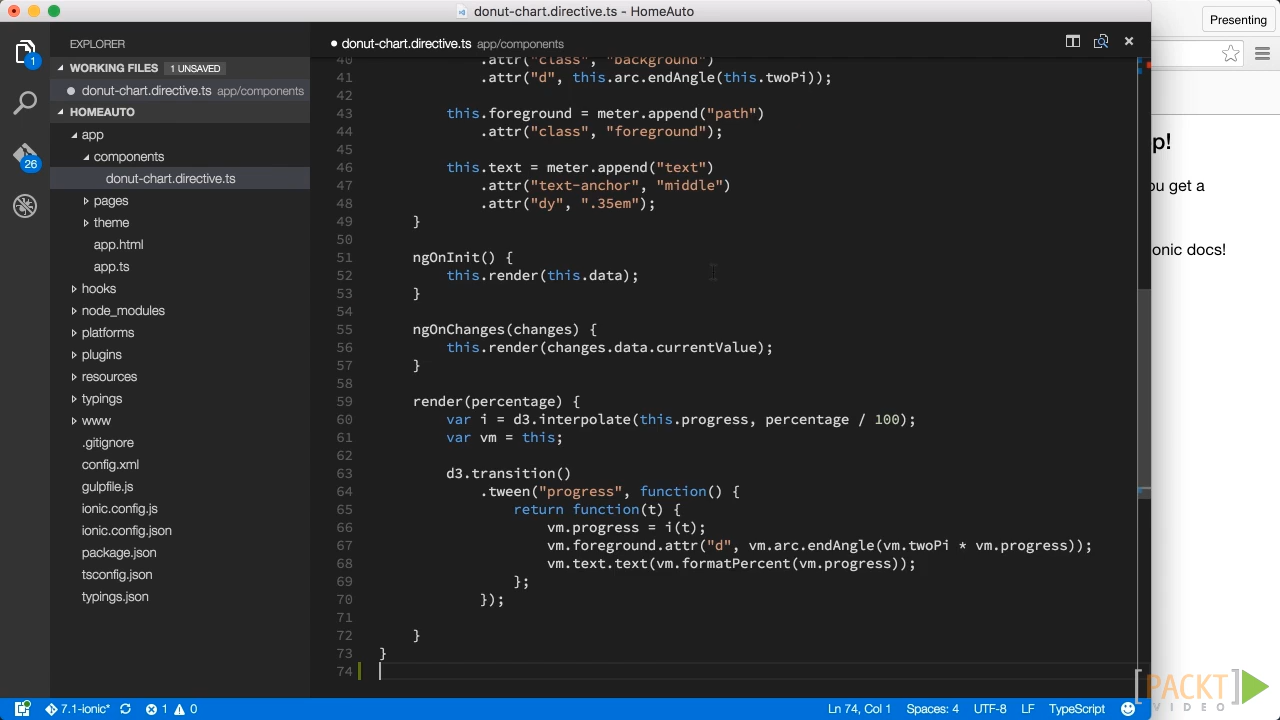 donut-chart.directive.ts - HomeAuto
Presenting
EXPLORER
WORKING FILES 1 UNSAVED
donut-chart.directive.ts app/components
HOMEAUTO
app
components
donut-chart.directive.ts
pages
theme
app.html
app.ts
hooks
node_modules
platforms
plugins
resources
typings
www
.gitignore
config.xml
gulpfile.js
ionic.config.js
ionic.config.json
package.json
tsconfig.json
typings.json
1
26
donut-chart.directive.ts app/components
40 .attr("class", "background")
41 .attr("d", this.arc.endAngle(this.twoPi));
42
43 this.foreground = meter.append("path")
44 .attr("class", "foreground");
45
46 this.text = meter.append("text")
47 .attr("text-anchor", "middle")
48 .attr("dy", ".35em");
49 }
50
51 ngOnInit() {
52 this.render(this.data);
53 }
54
55 ngOnChanges(changes) {
56 this.render(changes.data.currentValue);
57 }
58
59 render(percentage) {
60 var i = d3.interpolate(this.progress, percentage / 100);
61 var vm = this;
62
63 d3.transition()
64 .tween("progress", function() {
65 return function(t) {
66 vm.progress = i(t);
67 vm.foreground.attr("d", vm.arc.endAngle(vm.twoPi * vm.progress));
68 vm.text.text(vm.formatPercent(vm.progress));
69 };
70 });
71
72 }
73 }
74
p!
ou get a
onic docs!
[PACKT]
VIDEO
7.1-ionic* 1 0 Ln 74, Col 1 Spaces: 4 UTF-8 LF TypeScript